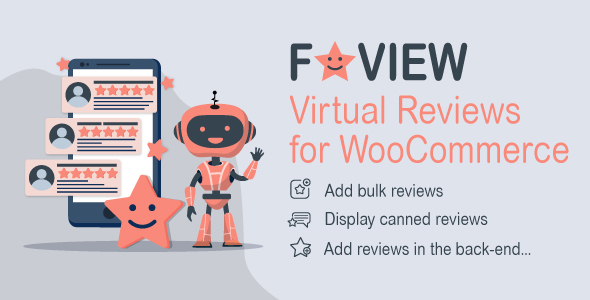 FAVIEW
Virtual Reviews
for WooCommerce
Add bulk reviews
Display canned reviews
Add reviews in the back-end...